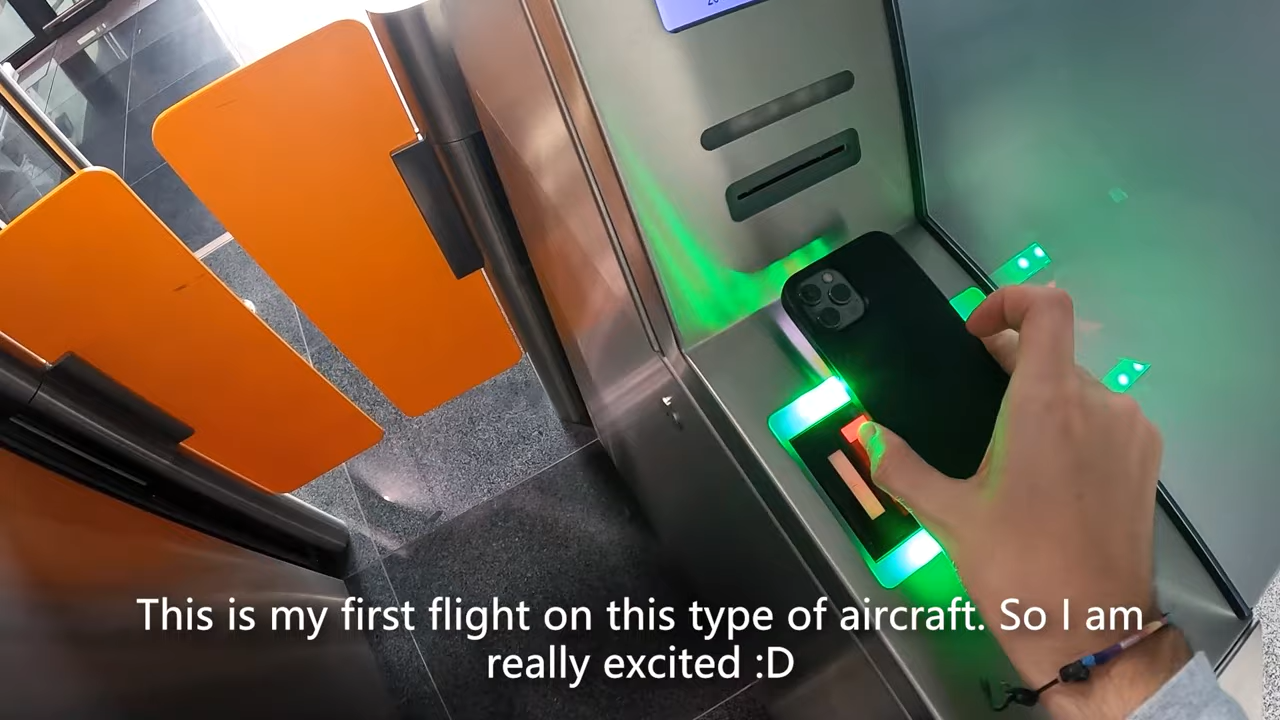 This is my first flight on this type of aircraft. So I am
really excited :D